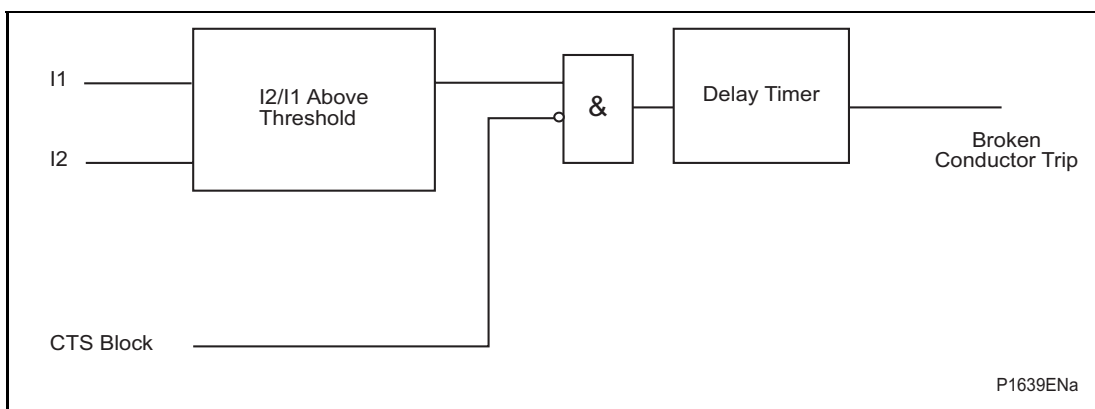 I1
I2
I2/I1 Above
Threshold
&
Delay Timer
Broken
Conductor Trip
CTS Block
P1639ENa